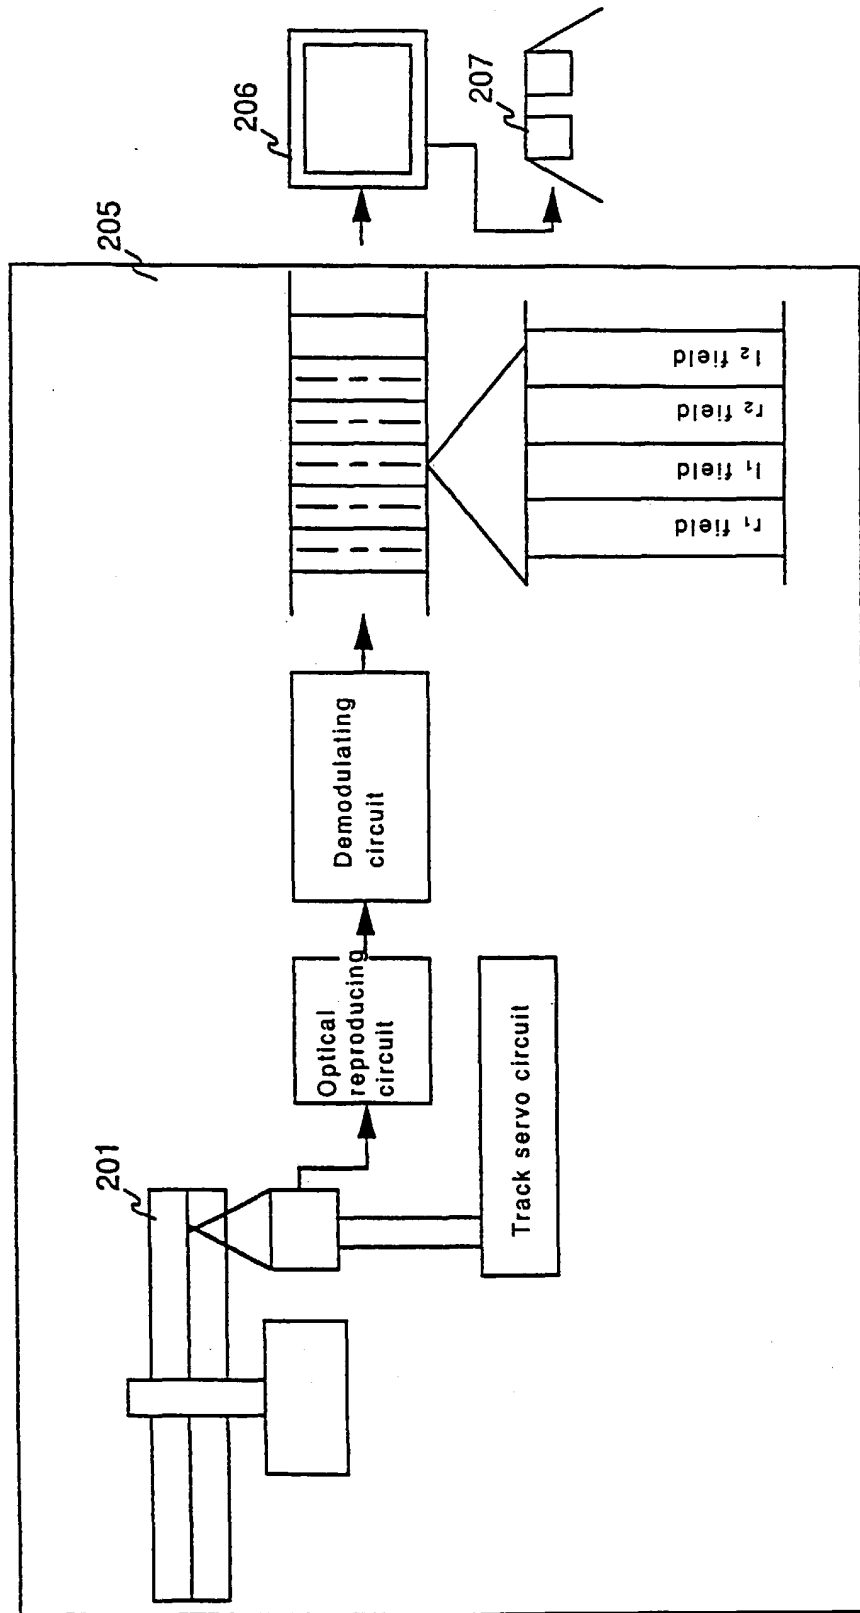 201
Optical
reproducing
circuit
Track servo circuit
Demodulating
circuit
r₁ field
l₁ field
r₂ field
l₂ field
205
206
207